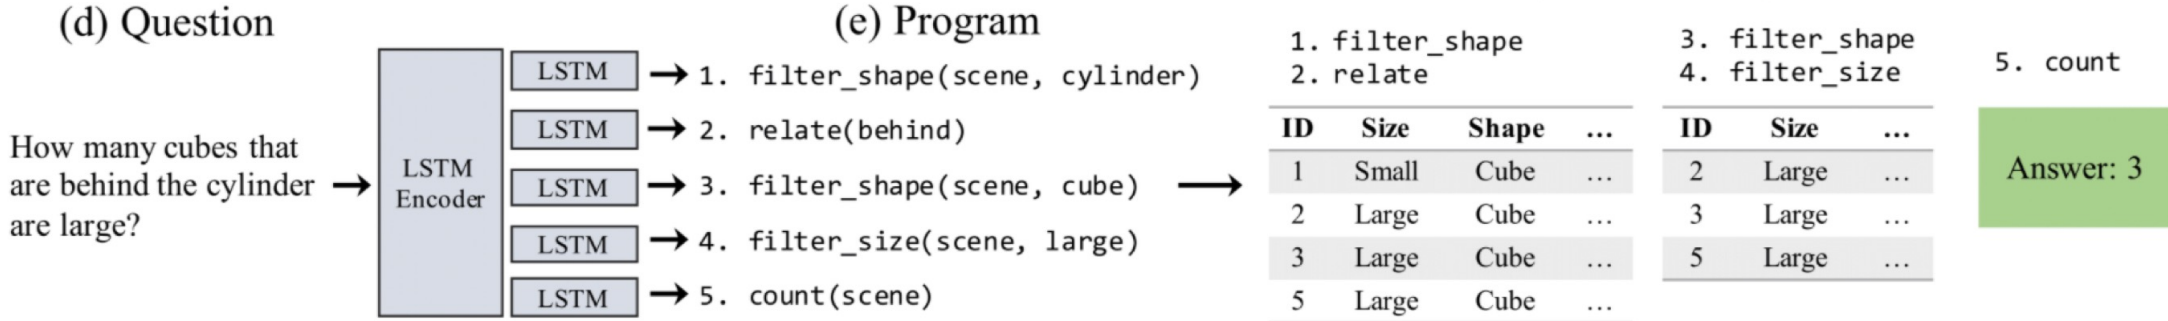 (d) Question
How many cubes that
are behind the cylinder
are large?
LSTM
Encoder
(e) Program
LSTM
1. filter_shape(scene, cylinder)
LSTM
2. relate(behind)
LSTM
3. filter_shape(scene, cube)
LSTM
4. filter_size(scene, large)
LSTM
5. count(scene)
1. filter_shape
2. relate
ID Size Shape ...
1 Small Cube ...
2 Large Cube ...
3 Large Cube ...
5 Large Cube ...
3. filter_shape
4. filter_size
ID Size ...
2 Large ...
3 Large ...
5 Large ...
5. count
Answer: 3